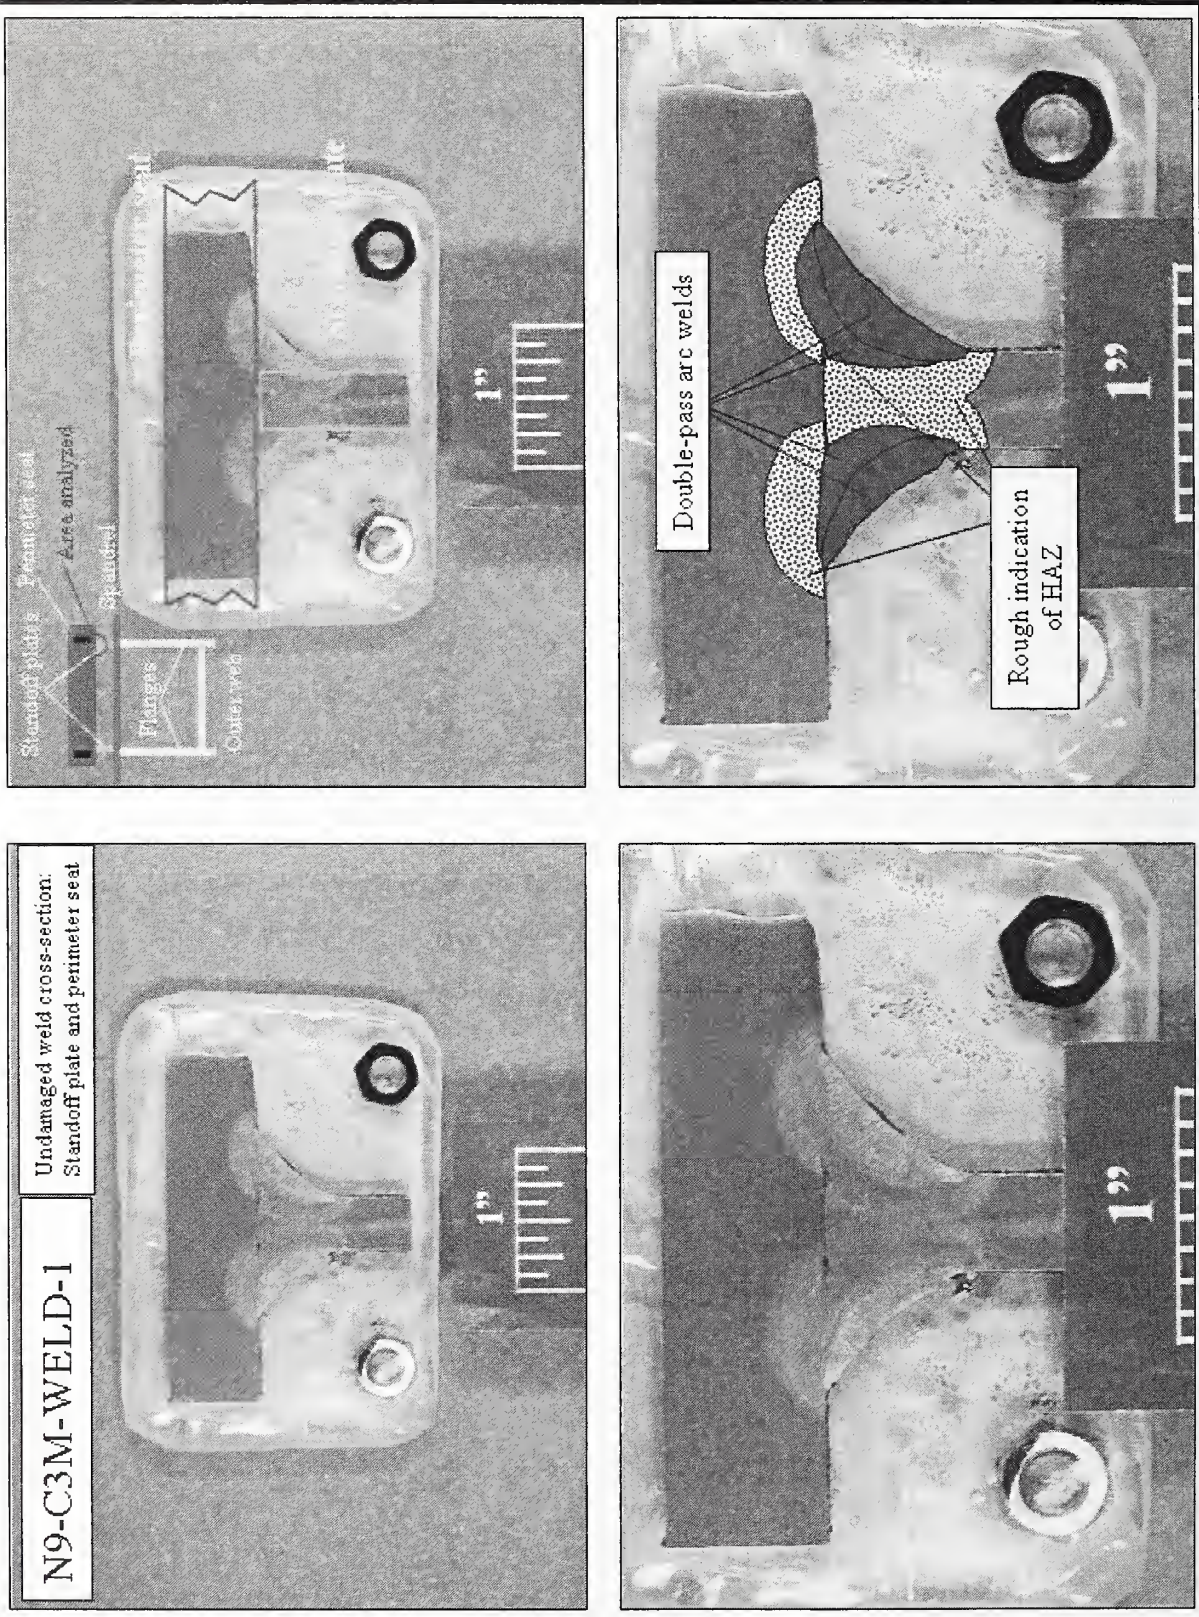 N9-C3M-WELD-1
Undamaged weld cross-section:
Standoff plate and perimeter seat
1”
Standoff plates
Perimeter seat
Area analyzed
Spandrel
Flanges
Outer web
1”
1”
Double-pass arc welds
Rough indication
of HAZ
1”